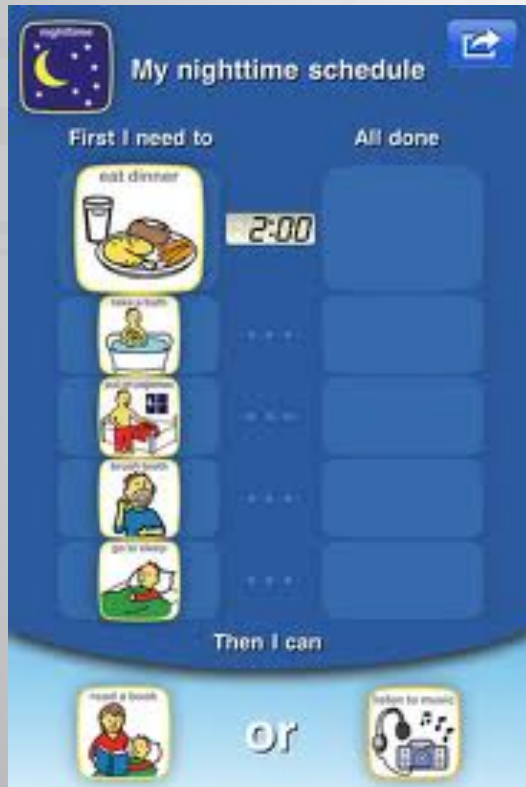 nighttime
My nighttime schedule
First I need to
All done
eat dinner
2:00
take a bath
put on pajamas
brush teeth
go to sleep
Then I can
read a book
or
listen to music